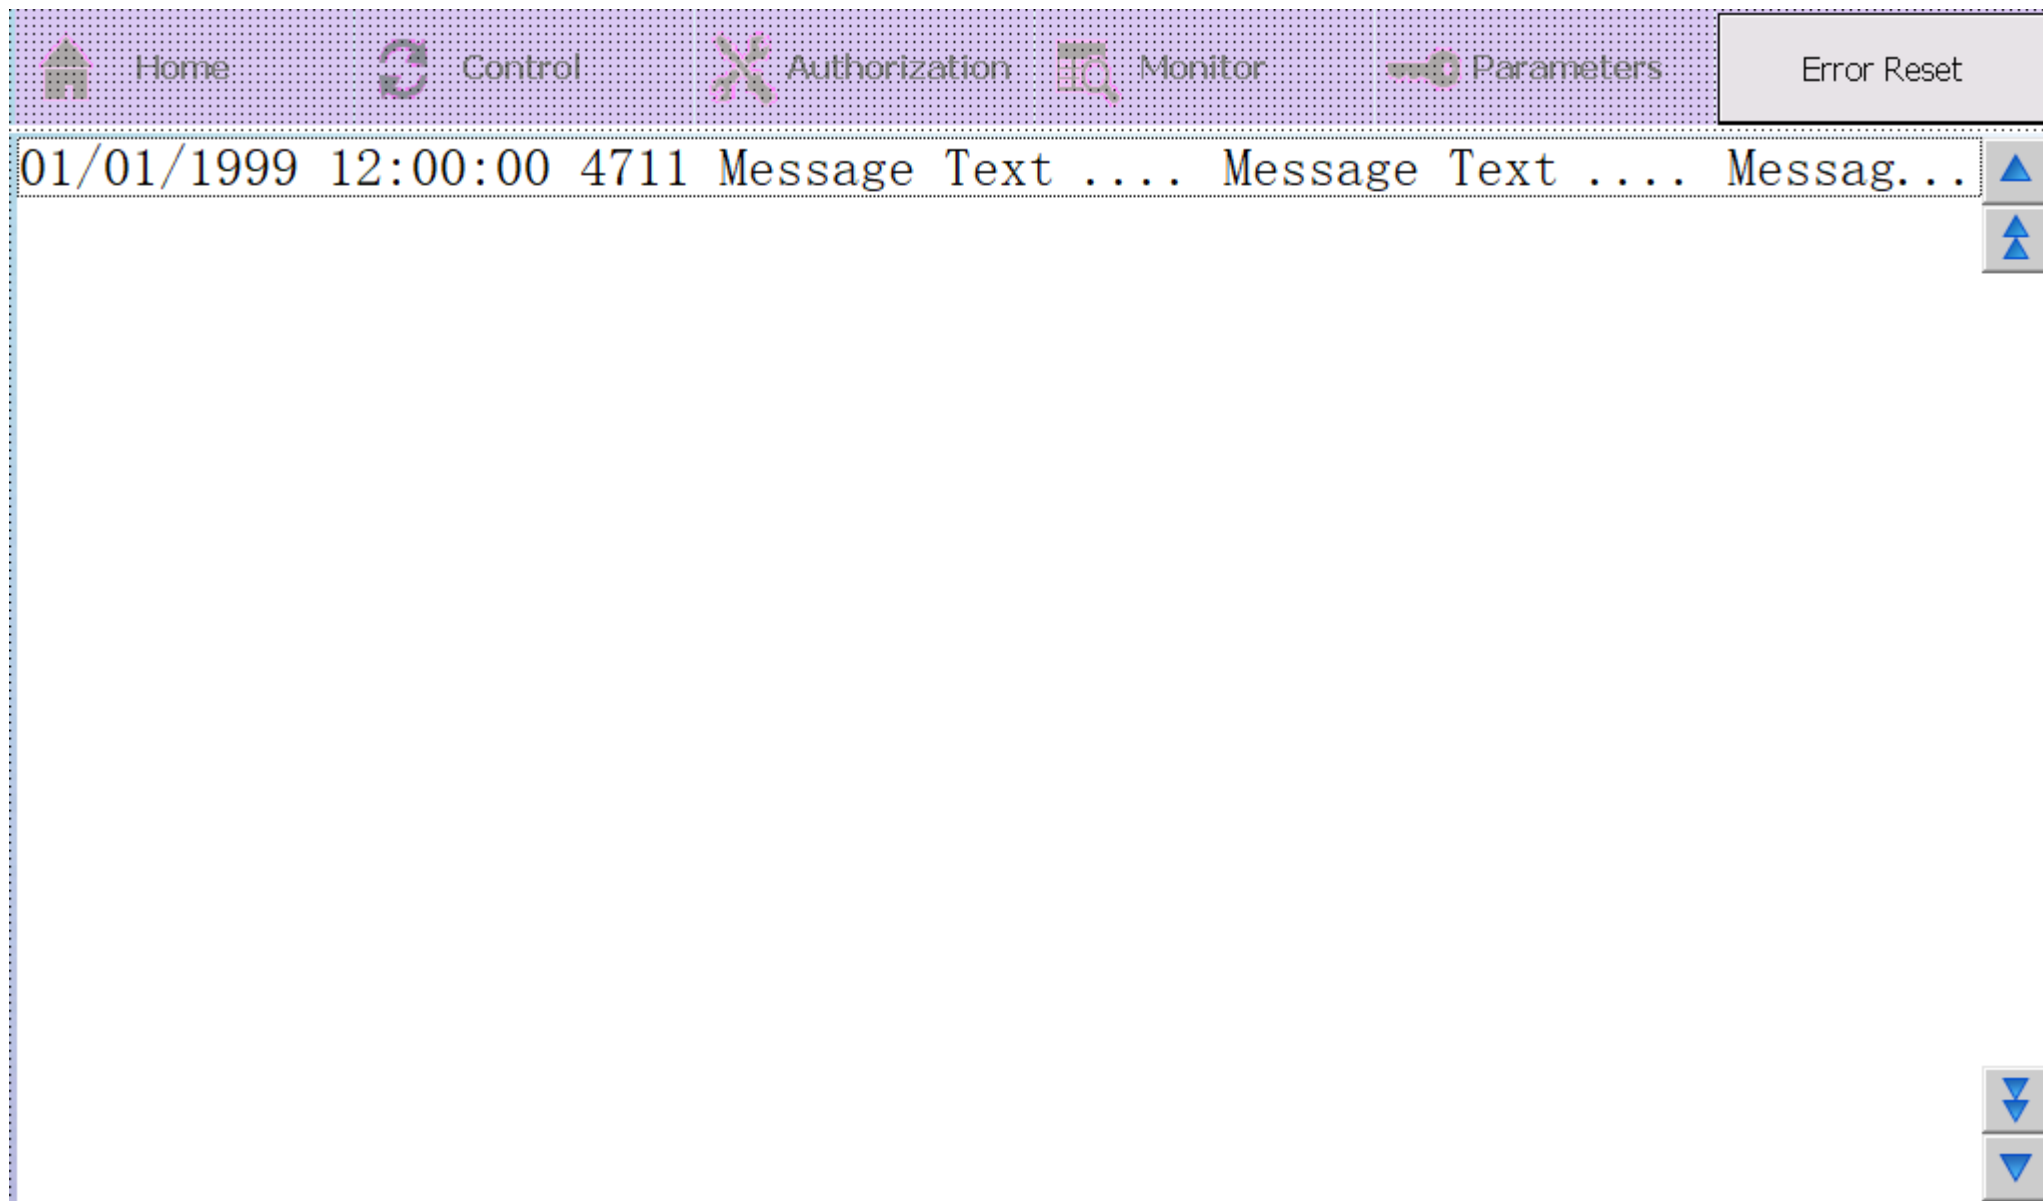 Home Control Authorization Monitor Parameters Error Reset
01/01/1999 12:00:00 4711 Message Text .... Message Text .... Messag...